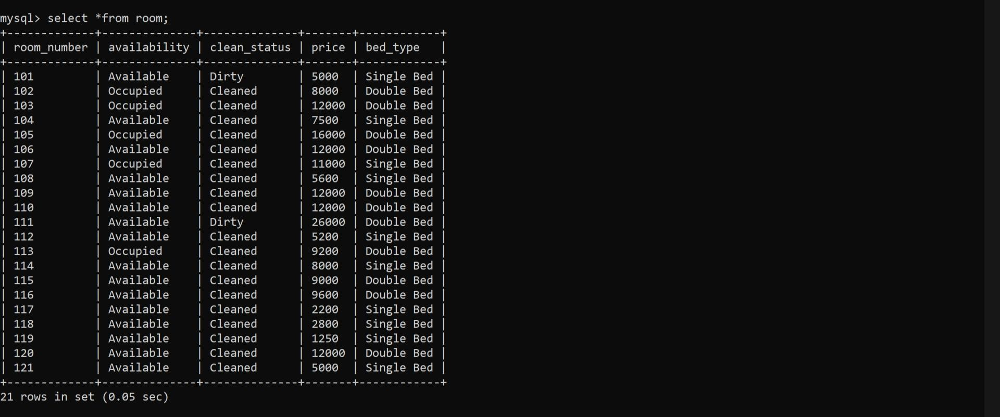 mysql> select *from room;
+-------------+--------------+--------------+-------+------------+
| room_number | availability | clean_status | price | bed_type   |
+-------------+--------------+--------------+-------+------------+
| 101         | Available    | Dirty        | 5000  | Single Bed |
| 102         | Occupied     | Cleaned      | 8000  | Double Bed |
| 103         | Occupied     | Cleaned      | 12000 | Double Bed |
| 104         | Available    | Cleaned      | 7500  | Single Bed |
| 105         | Occupied     | Cleaned      | 16000 | Double Bed |
| 106         | Available    | Cleaned      | 12000 | Double Bed |
| 107         | Occupied     | Cleaned      | 11000 | Single Bed |
| 108         | Available    | Cleaned      | 5600  | Single Bed |
| 109         | Available    | Cleaned      | 12000 | Double Bed |
| 110         | Available    | Cleaned      | 12000 | Double Bed |
| 111         | Available    | Dirty        | 26000 | Double Bed |
| 112         | Available    | Cleaned      | 5200  | Single Bed |
| 113         | Occupied     | Cleaned      | 9200  | Double Bed |
| 114         | Available    | Cleaned      | 8000  | Single Bed |
| 115         | Available    | Cleaned      | 9000  | Double Bed |
| 116         | Available    | Cleaned      | 9600  | Double Bed |
| 117         | Available    | Cleaned      | 2200  | Single Bed |
| 118         | Available    | Cleaned      | 2800  | Single Bed |
| 119         | Available    | Cleaned      | 1250  | Single Bed |
| 120         | Available    | Cleaned      | 12000 | Double Bed |
| 121         | Available    | Cleaned      | 5000  | Single Bed |
+-------------+--------------+--------------+-------+------------+
21 rows in set (0.05 sec)